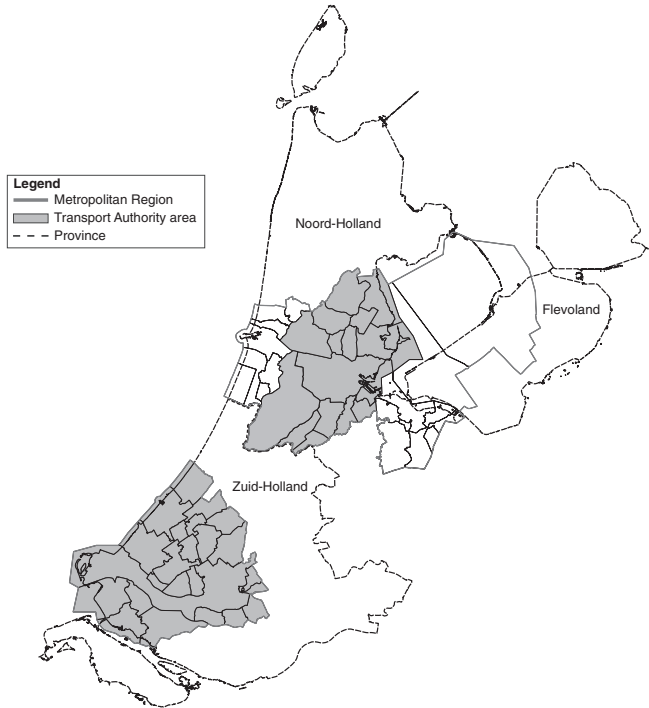 Legend
Metropolitan Region
Transport Authority area
Province
Noord-Holland
Flevoland
Zuid-Holland